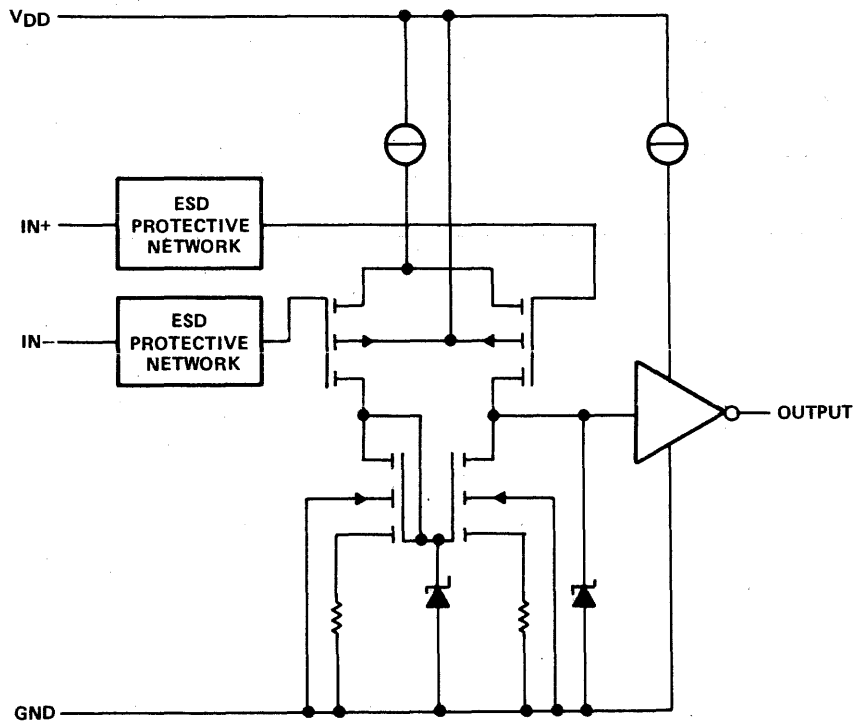 VDD
ESD
PROTECTIVE
NETWORK
IN+
ESD
PROTECTIVE
NETWORK
IN−
OUTPUT
GND